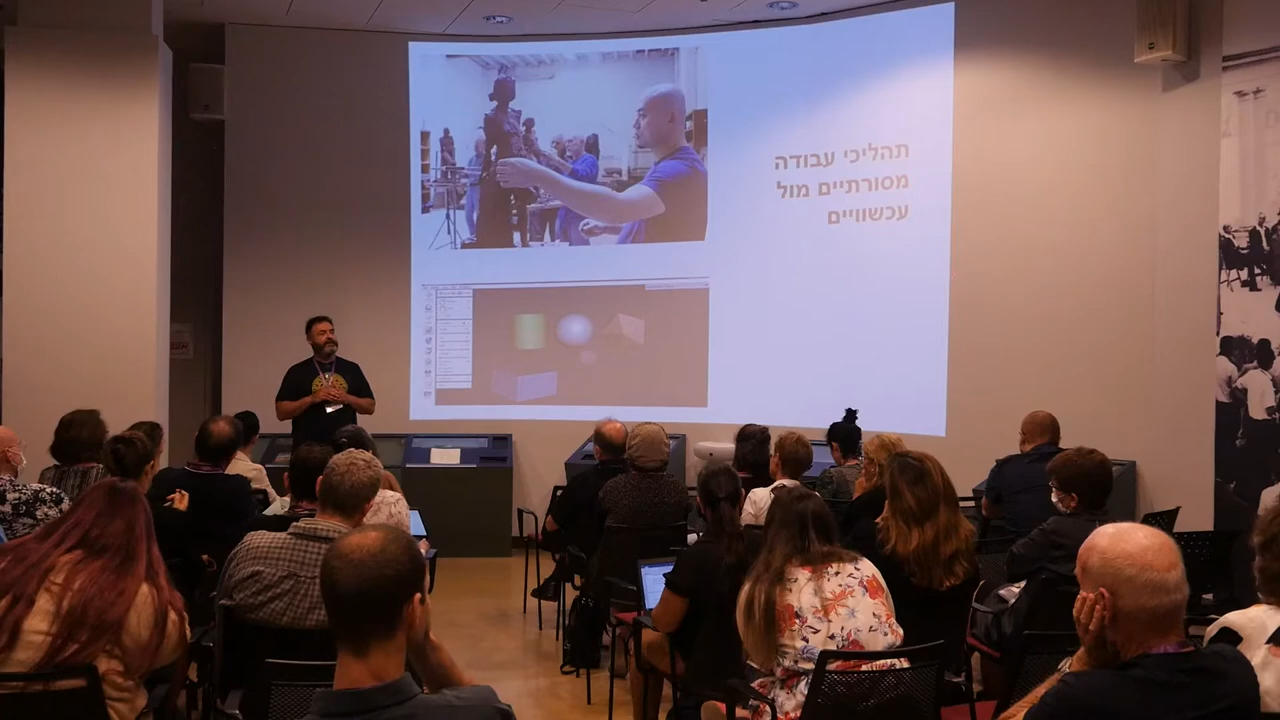 תהליכי עבודה
מסורתיים מול
עכשוויים